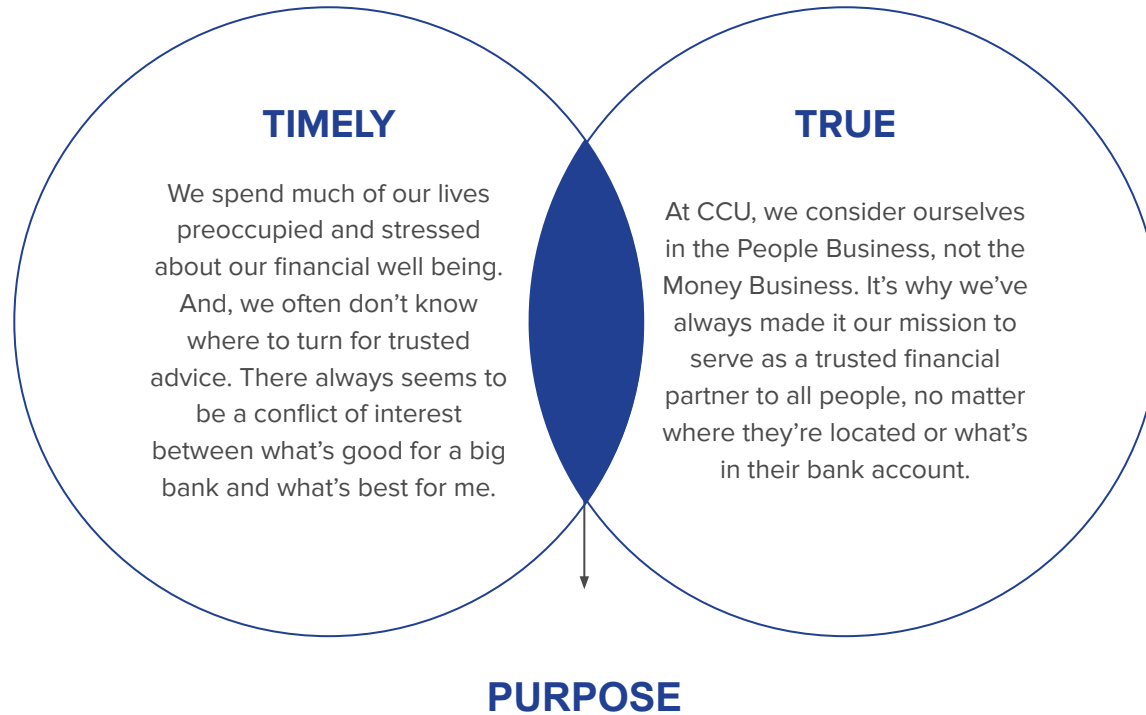 TIMELY
We spend much of our lives
preoccupied and stressed
about our financial well being.
And, we often don’t know
where to turn for trusted
advice. There always seems to
be a conflict of interest
between what’s good for a big
bank and what’s best for me.
TRUE
At CCU, we consider ourselves
in the People Business, not the
Money Business. It’s why we’ve
always made it our mission to
serve as a trusted financial
partner to all people, no matter
where they’re located or what’s
in their bank account.
PURPOSE